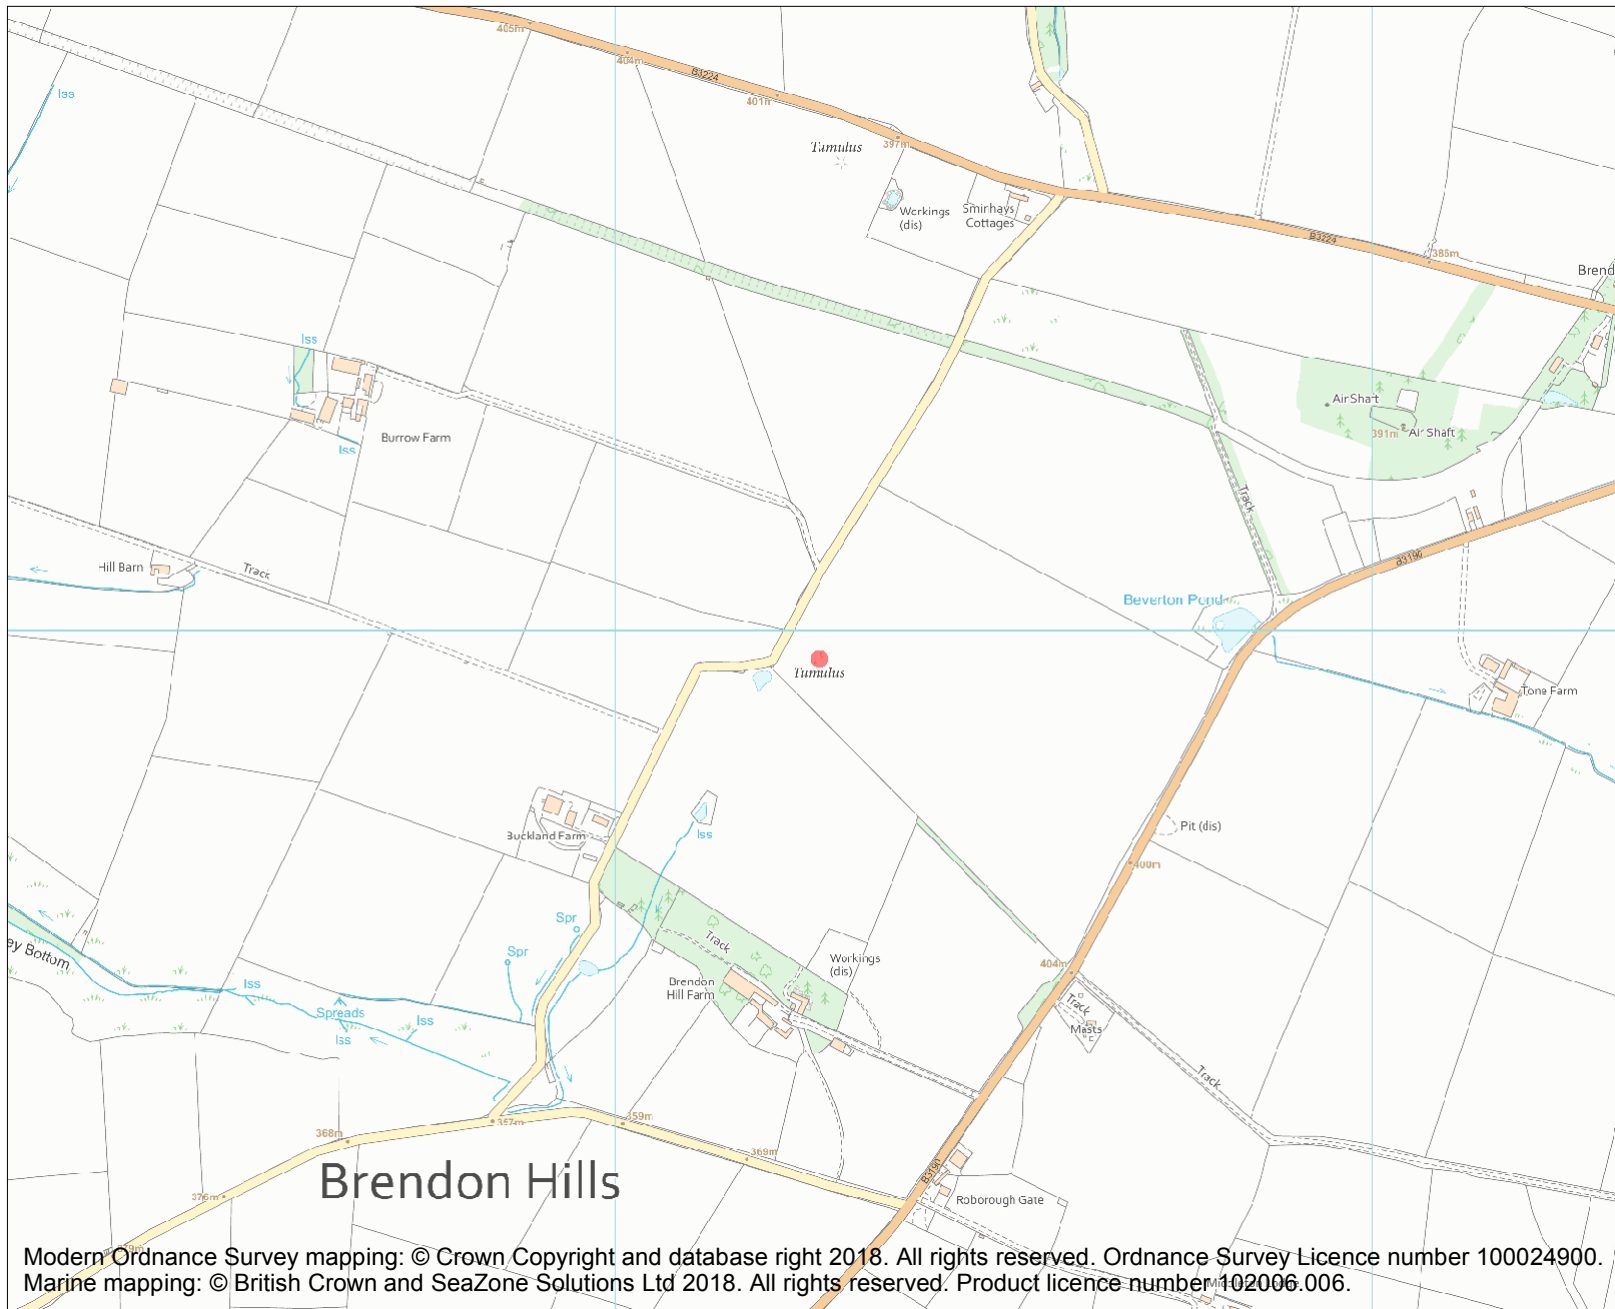 405m
404m
B3224
401m
Iss
Tumulus
397m
Workings
(dis)
Smirhays
Cottages
B3224
386m
Brend
Iss
Air Shaft
391m
Air Shaft
Burrow Farm
Iss
Track
Hill Barn
Track
B3190
Beverton Pond
Tumulus
Tone Farm
Buckland Farm
Iss
Pit (dis)
400m
Spr
Spr
Track
Workings
(dis)
ey Bottom
Iss
Brendon
Hill Farm
404m
Track
Spreads
Iss
Iss
Masts
Track
357m
359m
368m
369m
Brendon Hills
B3190
376m
Roborough Gate
379m
Modern Ordnance Survey mapping: © Crown Copyright and database right 2018. All rights reserved. Ordnance Survey Licence number 100024900.
Marine mapping: © British Crown and SeaZone Solutions Ltd 2018. All rights reserved. Product licence number 102006.006.